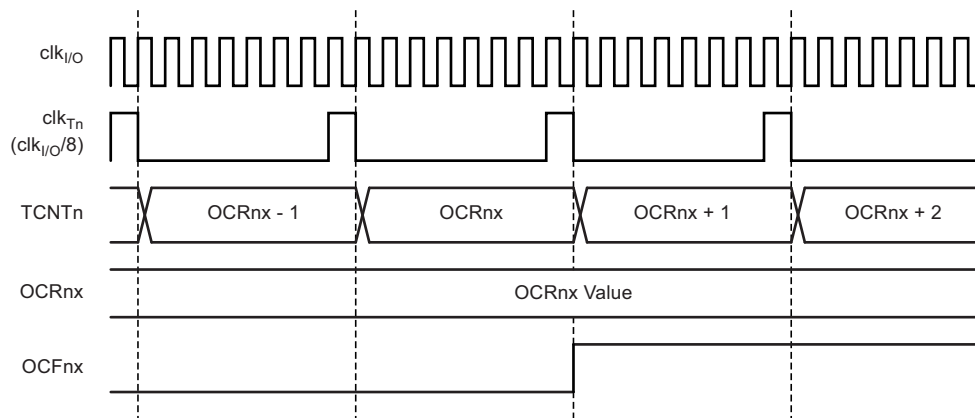 clkI/O
clkTn
(clkI/O/8)
TCNTn OCRnx - 1 OCRnx OCRnx + 1 OCRnx + 2
OCRnx OCRnx Value
OCFnx